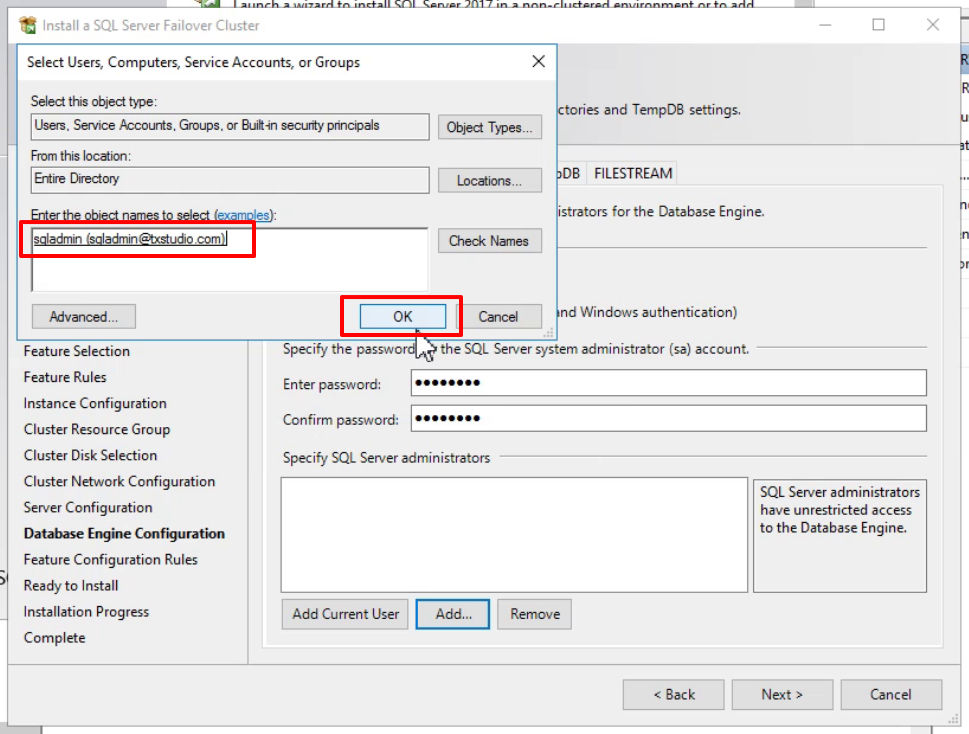 Launch a wizard to install SQL Server 2017 in a non-clustered environment or to add
Install a SQL Server Failover Cluster
Select Users, Computers, Service Accounts, or Groups
Select this object type:
Users, Service Accounts, Groups, or Built-in security principals
Object Types...
From this location:
Entire Directory
Locations...
Enter the object names to select (examples):
sqladmin (sqladmin@txstudio.com)
Check Names
Advanced...
OK
Cancel
ctories and TempDB settings.
pDB
FILESTREAM
istrators for the Database Engine.
and Windows authentication)
Specify the password the SQL Server system administrator (sa) account.
Enter password: ●●●●●●●●
Confirm password: ●●●●●●●●
Specify SQL Server administrators
SQL Server administrators
have unrestricted access
to the Database Engine.
Add Current User
Add...
Remove
Feature Selection
Feature Rules
Instance Configuration
Cluster Resource Group
Cluster Disk Selection
Cluster Network Configuration
Server Configuration
Database Engine Configuration
Feature Configuration Rules
Ready to Install
Installation Progress
Complete
< Back
Next >
Cancel